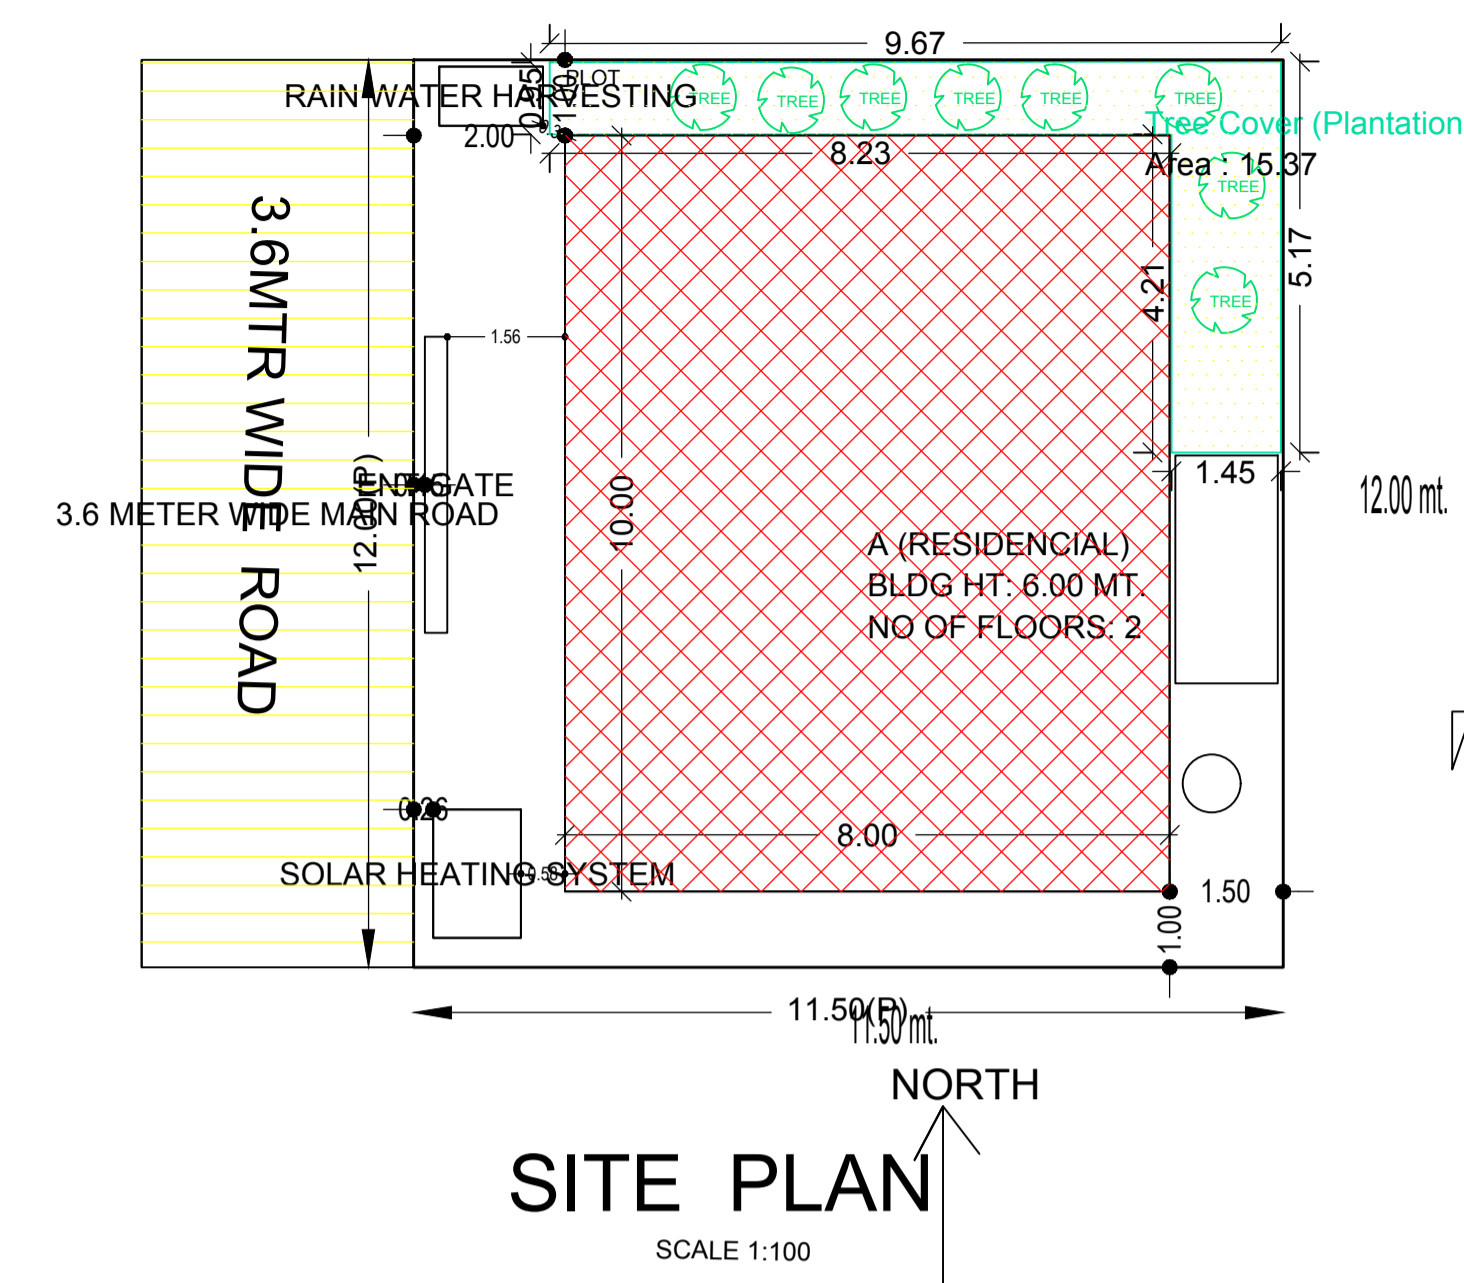 9.67
PLOT
RAIN WATER HARVESTING
0.95
1.00
TREE
TREE
TREE
TREE
TREE
TREE
Tree Cover (Plantation
2.00
8.23
Area : 15.37
TREE
3.6MTR WIDE ROAD
5.17
4.21
TREE
1.56
1.45
ENT GATE
12.00(P)
10.00
12.00 mt.
3.6 METER WIDE MAIN ROAD
A (RESIDENCIAL)
BLDG HT: 6.00 MT.
NO OF FLOORS: 2
0.26
8.00
SOLAR HEATING SYSTEM
0.58
1.50
1.00
11.50(P)
11.50 mt.
NORTH
SITE PLAN
SCALE 1:100